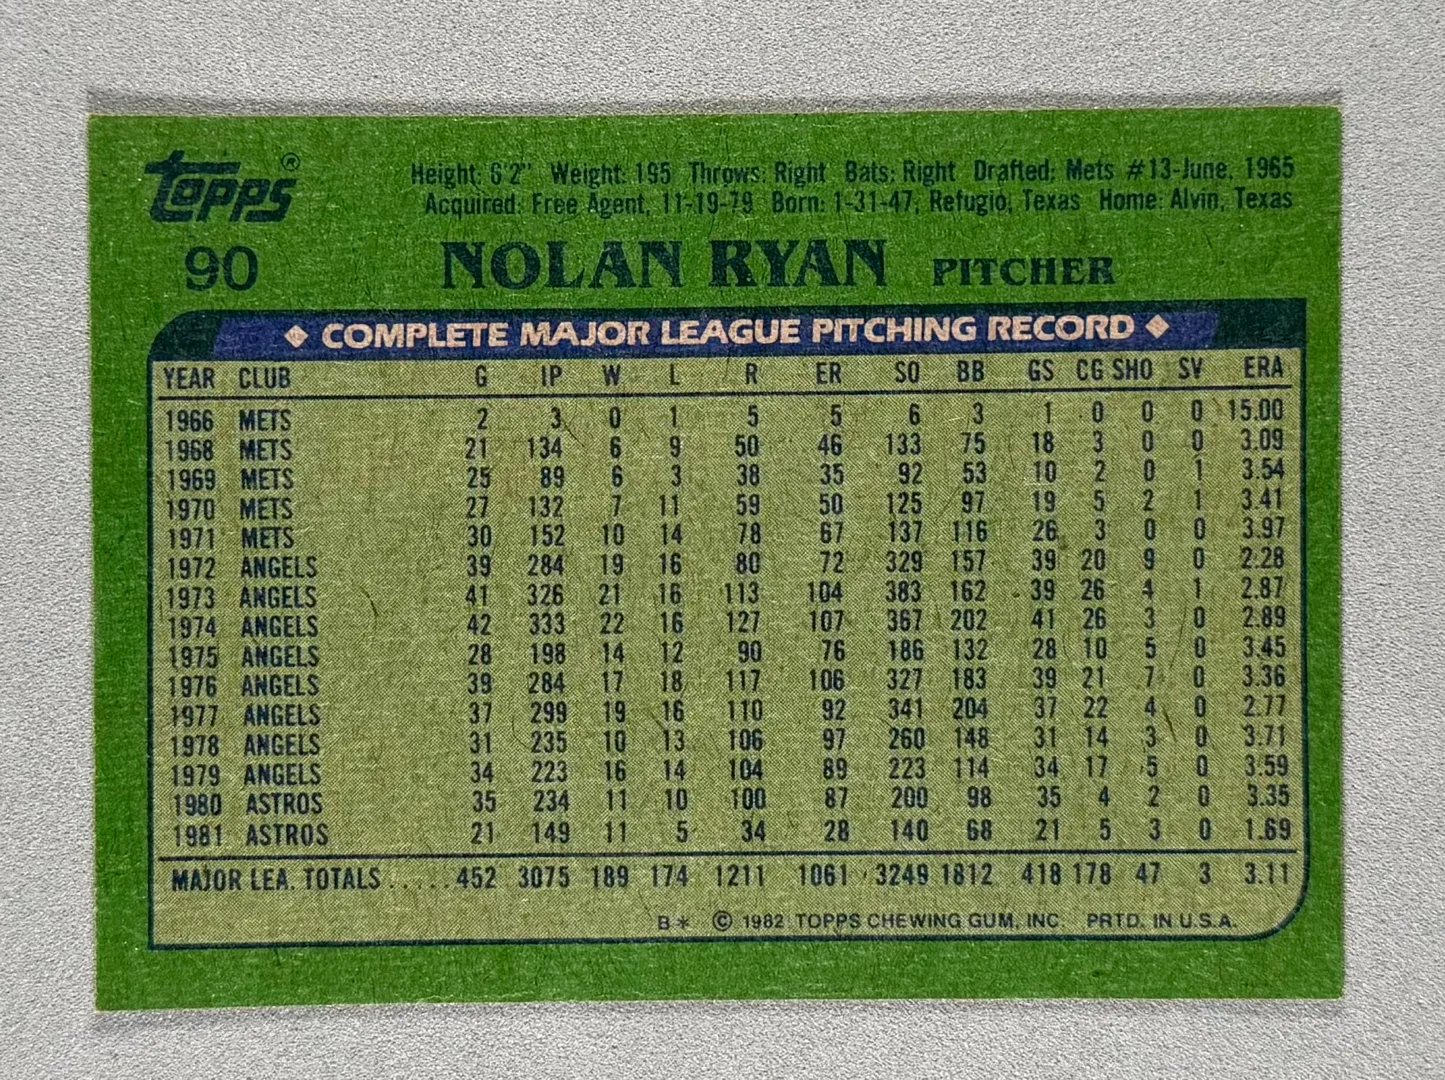 Topps®
Height: 6'2" Weight: 195 Throws: Right Bats: Right Drafted: Mets #13-June, 1965
Acquired: Free Agent, 11-19-79 Born: 1-31-47, Refugio, Texas Home: Alvin, Texas
90 NOLAN RYAN PITCHER
◆ COMPLETE MAJOR LEAGUE PITCHING RECORD ◆
YEAR CLUB G IP W L R ER SO BB GS CG SHO SV ERA
1966 METS 2 3 0 1 5 5 6 3 1 0 0 0 15.00
1968 METS 21 134 6 9 50 46 133 75 18 3 0 0 3.09
1969 METS 25 89 6 3 38 35 92 53 10 2 0 1 3.54
1970 METS 27 132 7 11 59 50 125 97 19 5 2 1 3.41
1971 METS 30 152 10 14 78 67 137 116 26 3 0 0 3.97
1972 ANGELS 39 284 19 16 80 72 329 157 39 20 9 0 2.28
1973 ANGELS 41 326 21 16 113 104 383 162 39 26 4 1 2.87
1974 ANGELS 42 333 22 16 127 107 367 202 41 26 3 0 2.89
1975 ANGELS 28 198 14 12 90 76 186 132 28 10 5 0 3.45
1976 ANGELS 39 284 17 18 117 106 327 183 39 21 7 0 3.36
1977 ANGELS 37 299 19 16 110 92 341 204 37 22 4 0 2.77
1978 ANGELS 31 235 10 13 106 97 260 148 31 14 3 0 3.71
1979 ANGELS 34 223 16 14 104 89 223 114 34 17 5 0 3.59
1980 ASTROS 35 234 11 10 100 87 200 98 35 4 2 0 3.35
1981 ASTROS 21 149 11 5 34 28 140 68 21 5 3 0 1.69
MAJOR LEA. TOTALS.....452 3075 189 174 1211 1061 3249 1812 418 178 47 3 3.11
B* © 1982 TOPPS CHEWING GUM, INC. PRTD. IN U.S.A.